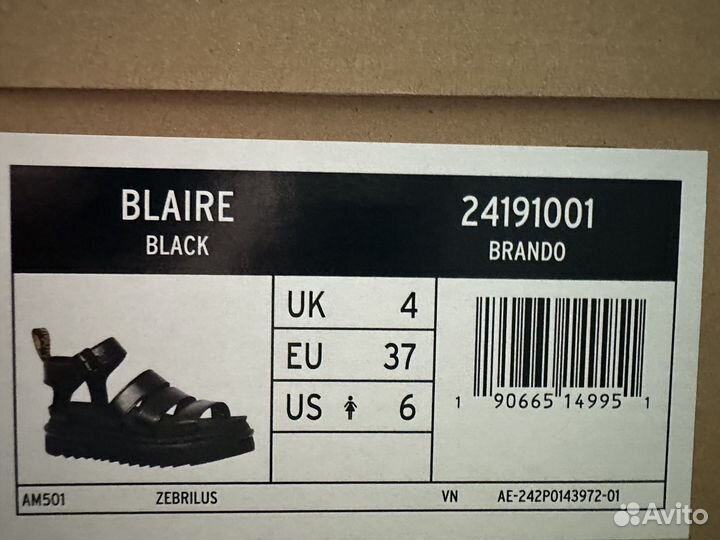 BLAIRE
BLACK
24191001
BRANDO
UK 4
EU 37
US 6
1 90665 14995 1
AM501 ZEBRILUS VN AE-242P0143972-01
Avito